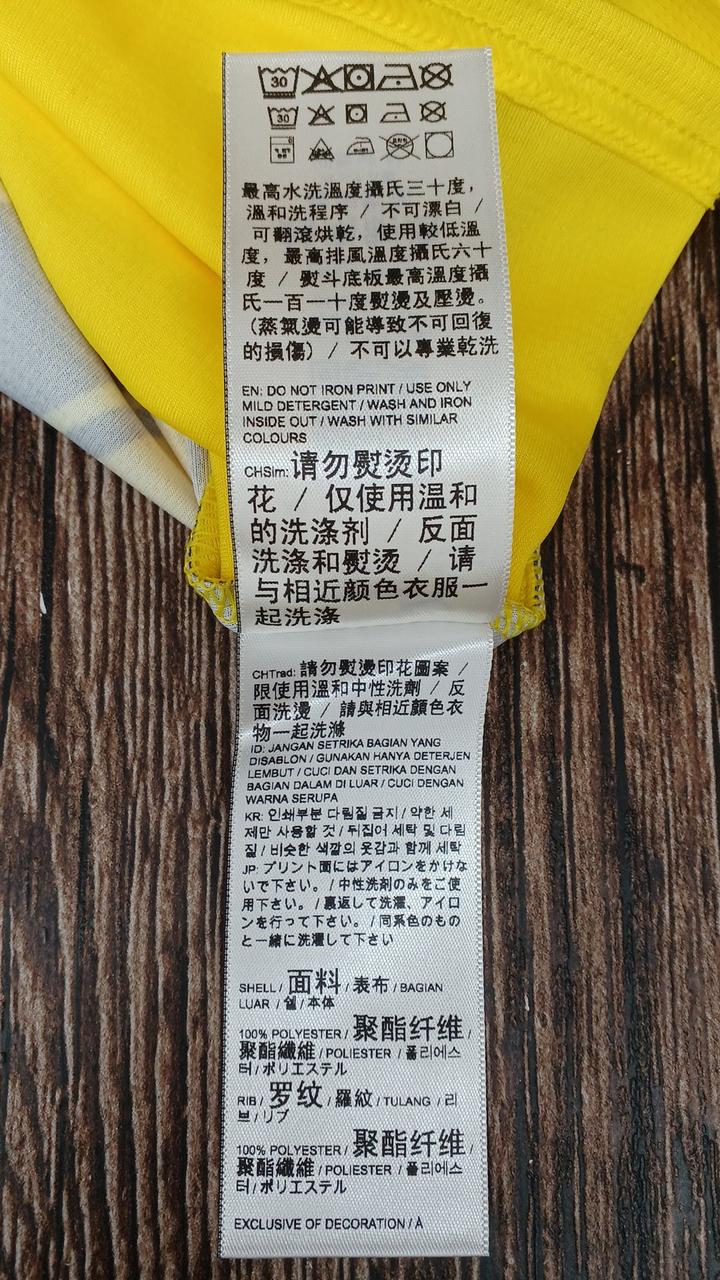 30
30
最高水洗溫度攝氏三十度，
溫和洗程序 / 不可漂白 /
可翻滾烘乾，使用較低溫
度，最高排風溫度攝氏六十
度 / 熨斗底板最高溫度攝
氏一百一十度熨燙及壓燙。
（蒸氣燙可能導致不可回復
的損傷） / 不可以專業乾洗
EN: DO NOT IRON PRINT / USE ONLY
MILD DETERGENT / WASH AND IRON
INSIDE OUT / WASH WITH SIMILAR
COLOURS
CHSim: 请勿熨烫印
花 / 仅使用温和
的洗涤剂 / 反面
洗涤和熨烫 / 请
与相近颜色衣服一
起洗涤
CHTrad: 請勿熨燙印花圖案 /
限使用溫和中性洗劑 / 反
面洗燙 / 請與相近顏色衣
物一起洗滌
ID: JANGAN SETRIKA BAGIAN YANG
DISABLON / GUNAKAN HANYA DETERJEN
LEMBUT / CUCI DAN SETRIKA DENGAN
BAGIAN DALAM DI LUAR / CUCI DENGAN
WARNA SERUPA
KR: 인쇄부분 다림질 금지 / 약한 세
제만 사용할 것 / 뒤집어 세탁 및 다림
질 / 비슷한 색깔의 옷감과 함께 세탁
JP: プリント面にはアイロンをかけな
いで下さい。 / 中性洗剤のみをご使
用下さい。 / 裏返して洗濯、アイロ
ンを行って下さい。 / 同系色のもの
と一緒に洗濯して下さい
SHELL / 面料 / 表布 / BAGIAN
LUAR / 쉘 / 本体
100% POLYESTER / 聚酯纤维 /
聚酯纖維 / POLIESTER / 폴리에스
터 / ポリエステル
RIB / 罗纹 / 羅紋 / TULANG / 리
브 / リブ
100% POLYESTER / 聚酯纤维 /
聚酯纖維 / POLIESTER / 폴리에스
터 / ポリエステル
EXCLUSIVE OF DECORATION / A